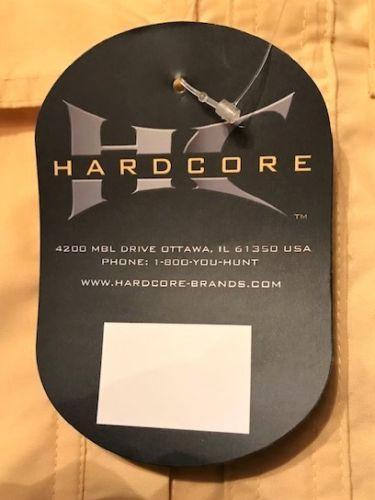 HC
HARDCORE
TM
4200 MBL DRIVE OTTAWA, IL 61350 USA
PHONE: 1-800-YOU-HUNT
WWW.HARDCORE-BRANDS.COM